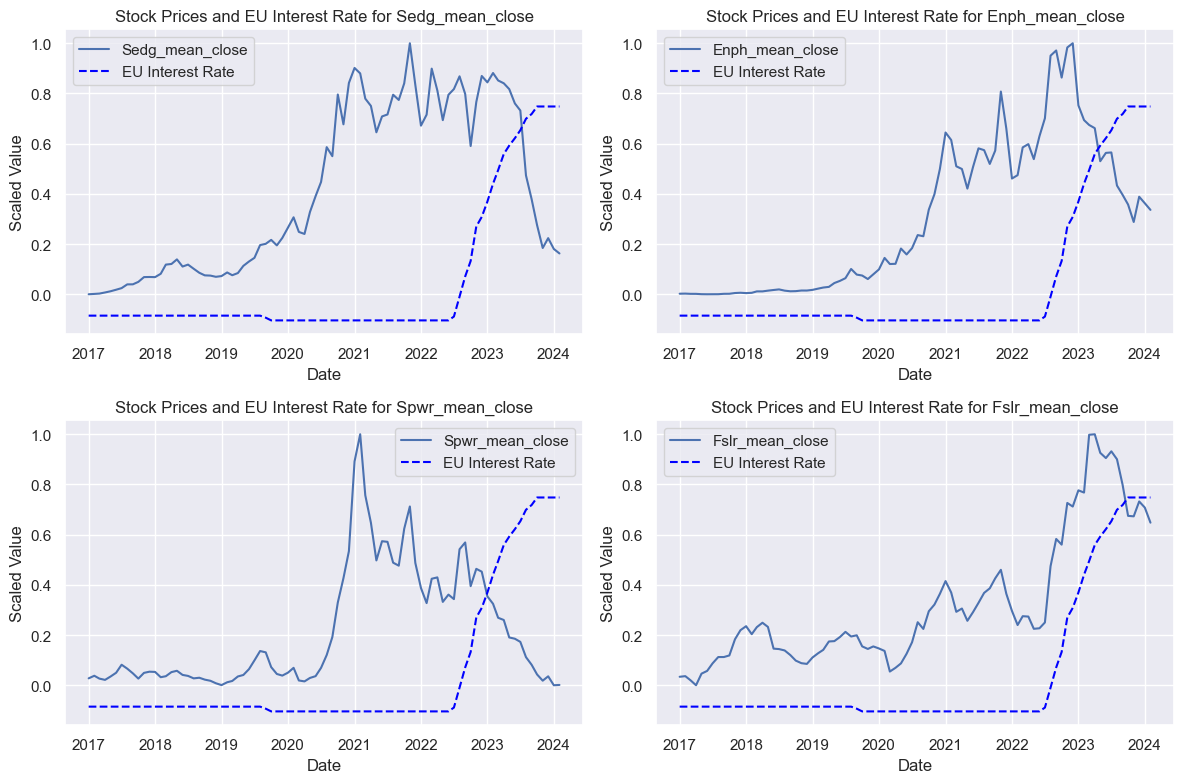 Stock Prices and EU Interest Rate for Sedg_mean_close
Sedg_mean_close
EU Interest Rate
Scaled Value
1.0
0.8
0.6
0.4
0.2
0.0
2017 2018 2019 2020 2021 2022 2023 2024
Date
Stock Prices and EU Interest Rate for Enph_mean_close
Enph_mean_close
EU Interest Rate
Scaled Value
1.0
0.8
0.6
0.4
0.2
0.0
2017 2018 2019 2020 2021 2022 2023 2024
Date
Stock Prices and EU Interest Rate for Spwr_mean_close
Spwr_mean_close
EU Interest Rate
Scaled Value
1.0
0.8
0.6
0.4
0.2
0.0
2017 2018 2019 2020 2021 2022 2023 2024
Date
Stock Prices and EU Interest Rate for Fslr_mean_close
Fslr_mean_close
EU Interest Rate
Scaled Value
1.0
0.8
0.6
0.4
0.2
0.0
2017 2018 2019 2020 2021 2022 2023 2024
Date